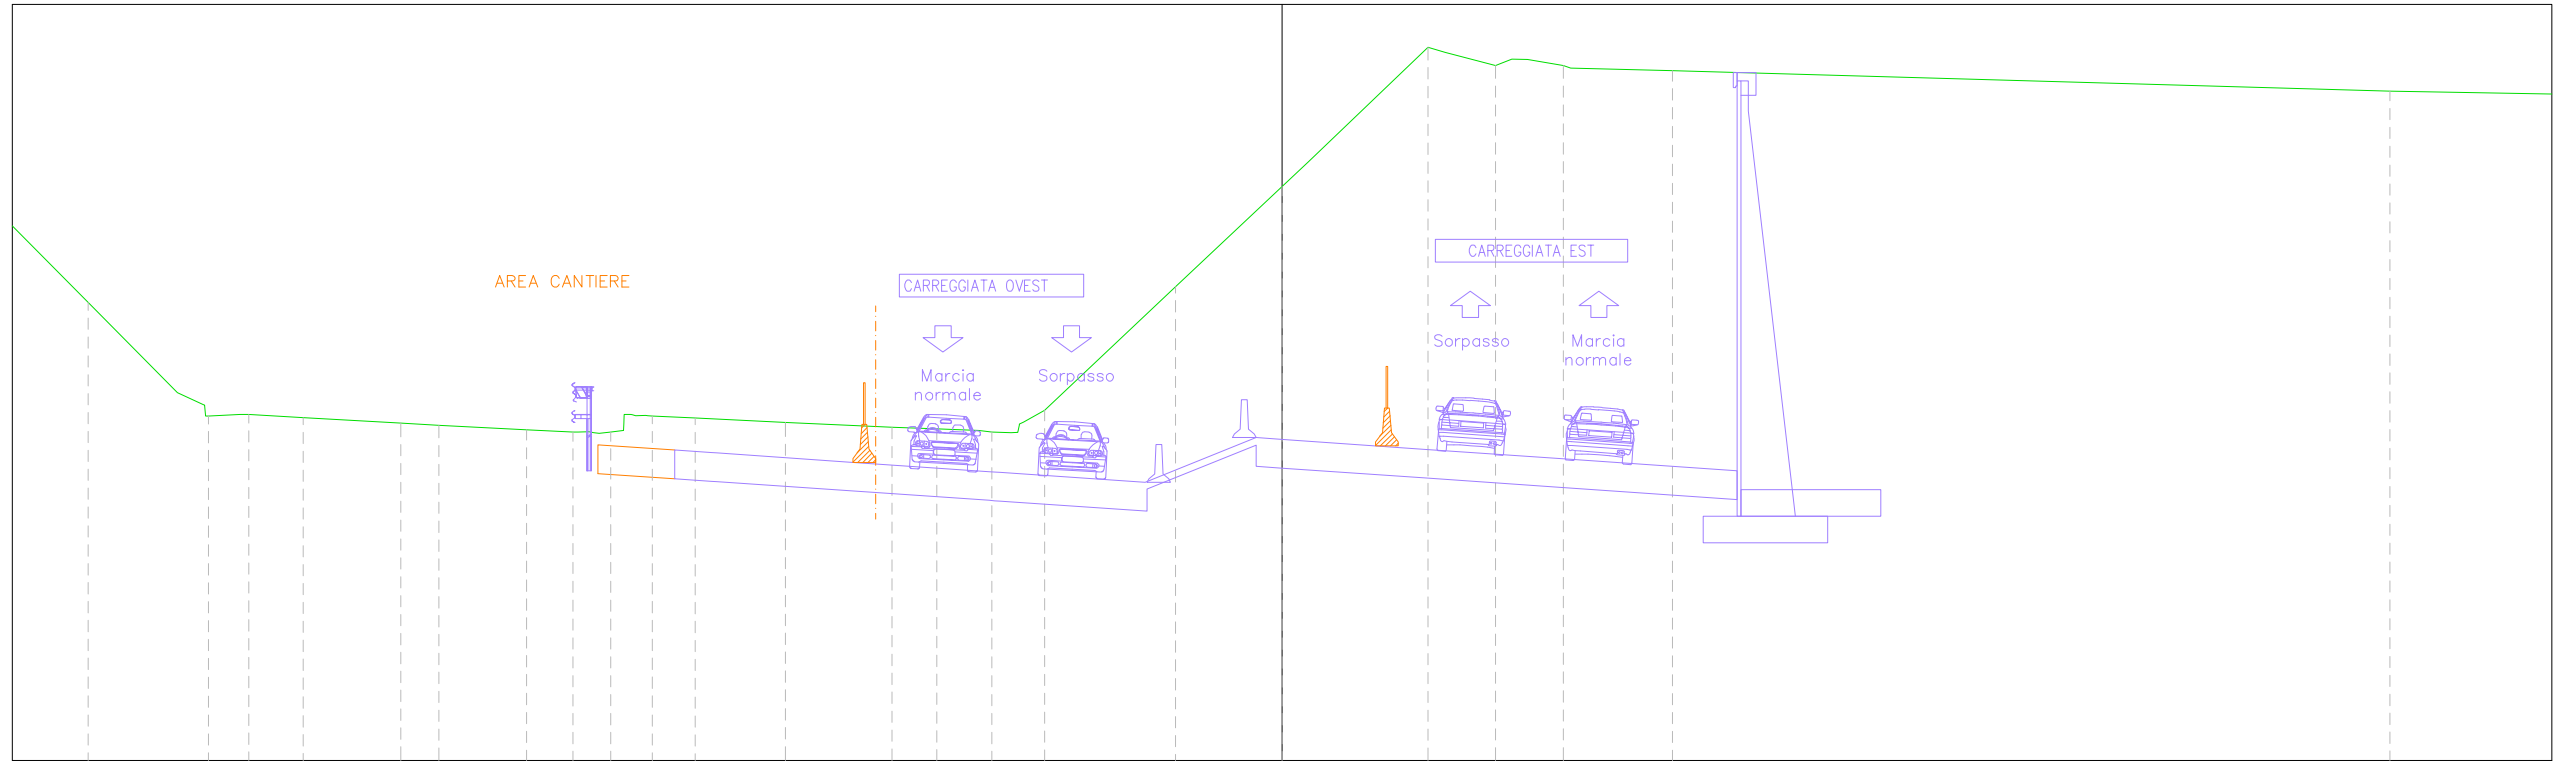 AREA CANTIERE
CARREGGIATA OVEST
Marcia
normale
Sorpasso
CARREGGIATA EST
Sorpasso
Marcia
normale